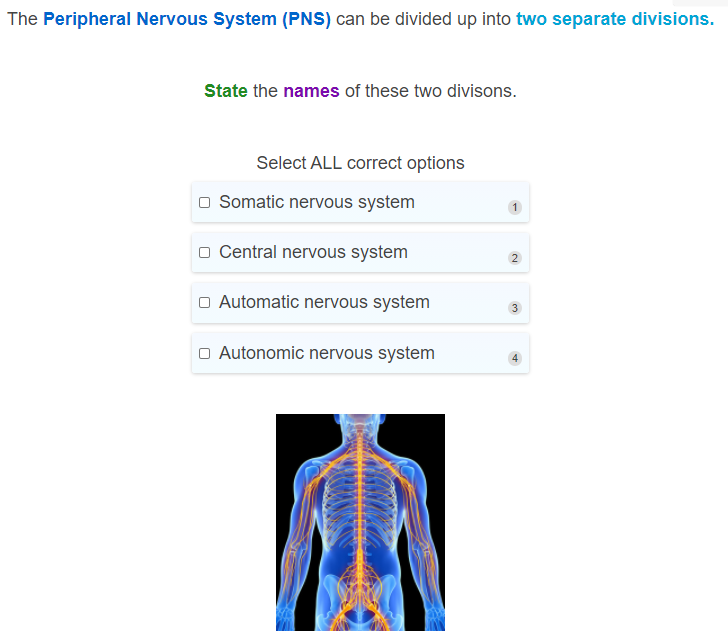 The Peripheral Nervous System (PNS) can be divided up into two separate divisions.
State the names of these two divisons.
Select ALL correct options
Somatic nervous system
1
Central nervous system
2
Automatic nervous system
3
Autonomic nervous system
4